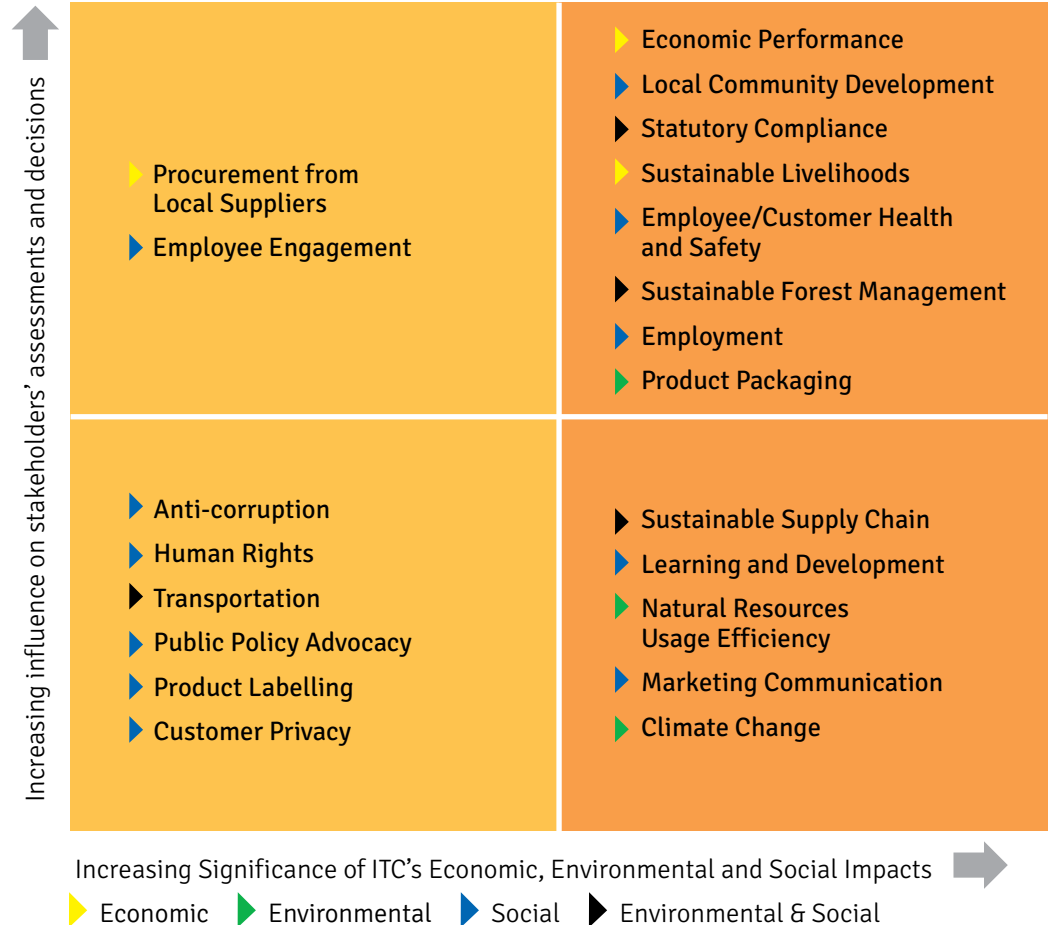 Increasing influence on stakeholders’ assessments and decisions
Procurement from
Local Suppliers
Employee Engagement
Economic Performance
Local Community Development
Statutory Compliance
Sustainable Livelihoods
Employee/Customer Health
and Safety
Sustainable Forest Management
Employment
Product Packaging
Anti-corruption
Human Rights
Transportation
Public Policy Advocacy
Product Labelling
Customer Privacy
Sustainable Supply Chain
Learning and Development
Natural Resources
Usage Efficiency
Marketing Communication
Climate Change
Increasing Significance of ITC’s Economic, Environmental and Social Impacts
Economic Environmental Social Environmental & Social